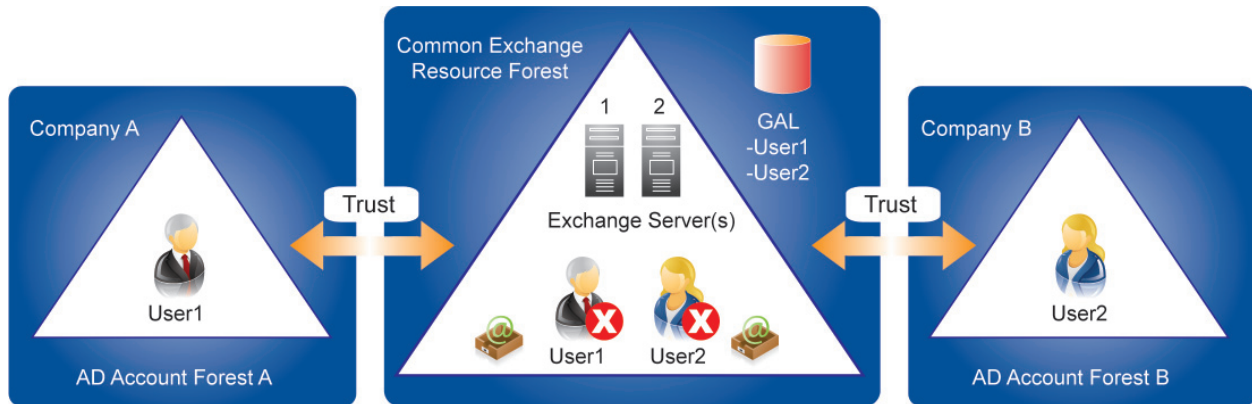 Company A
User1
AD Account Forest A
Trust
Common Exchange
Resource Forest
1 2
GAL
-User1
-User2
Exchange Server(s)
@
X
X
@
User1
User2
Trust
Company B
User2
AD Account Forest B